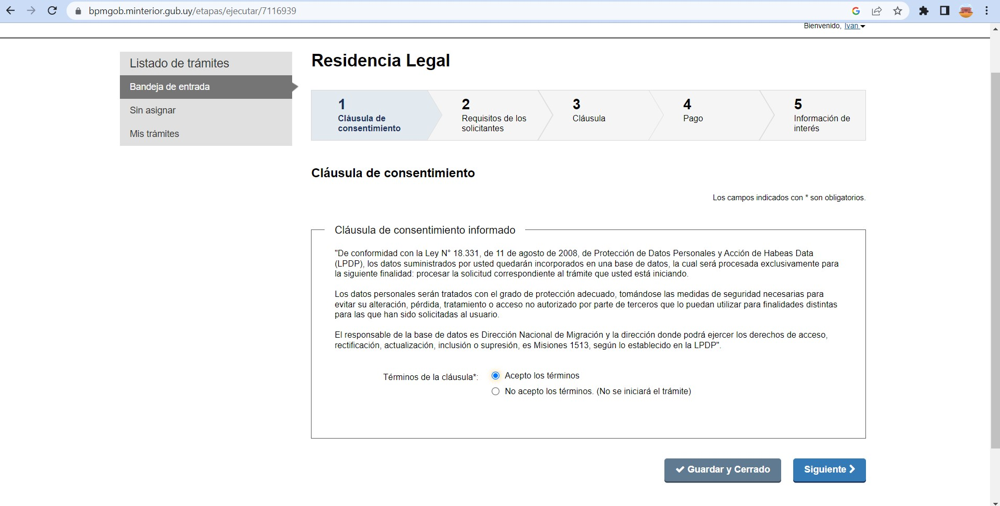 bpmgob.minterior.gub.uy/etapas/ejecutar/7116939
Bienvenido, Ivan
Listado de trámites
Bandeja de entrada
Sin asignar
Mis trámites
Residencia Legal
1
Cláusula de
consentimiento
2
Requisitos de los
solicitantes
3
Cláusula
4
Pago
5
Información de
interés
Cláusula de consentimiento
Los campos indicados con * son obligatorios.
Cláusula de consentimiento informado
"De conformidad con la Ley N° 18.331, de 11 de agosto de 2008, de Protección de Datos Personales y Acción de Habeas Data
(LPDP), los datos suministrados por usted quedarán incorporados en una base de datos, la cual será procesada exclusivamente para
la siguiente finalidad: procesar la solicitud correspondiente al trámite que usted está iniciando.
Los datos personales serán tratados con el grado de protección adecuado, tomándose las medidas de seguridad necesarias para
evitar su alteración, pérdida, tratamiento o acceso no autorizado por parte de terceros que lo puedan utilizar para finalidades distintas
para las que han sido solicitadas al usuario.
El responsable de la base de datos es Dirección Nacional de Migración y la dirección donde podrá ejercer los derechos de acceso,
rectificación, actualización, inclusión o supresión, es Misiones 1513, según lo establecido en la LPDP".
Términos de la cláusula*:
Acepto los términos
No acepto los términos. (No se iniciará el trámite)
Guardar y Cerrado
Siguiente